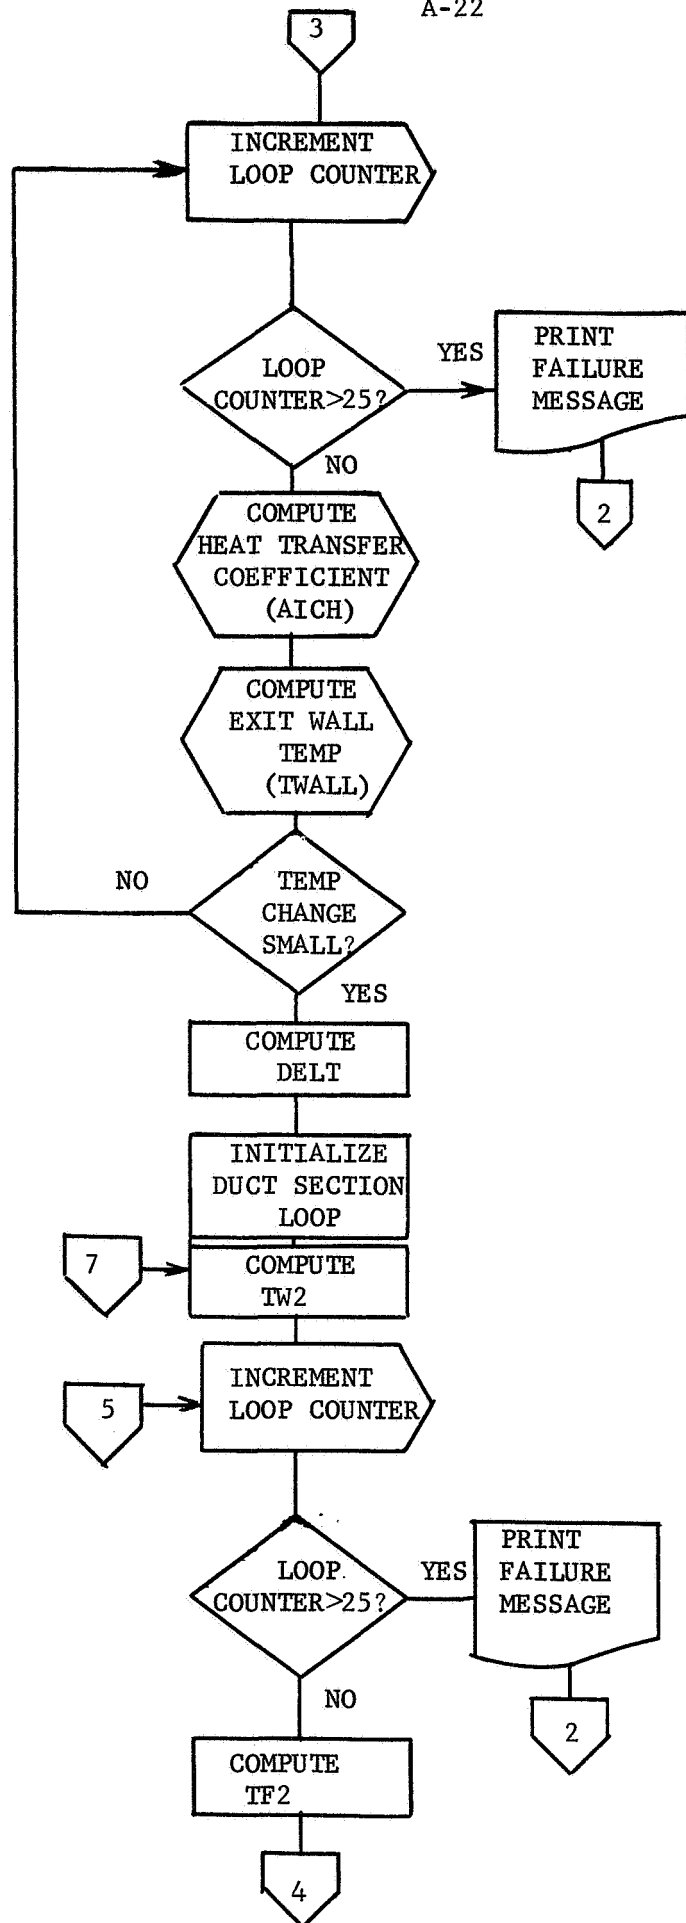 A-22
3
INCREMENT
LOOP COUNTER
LOOP
COUNTER>25?
YES
PRINT
FAILURE
MESSAGE
2
NO
COMPUTE
HEAT TRANSFER
COEFFICIENT
(AICH)
COMPUTE
EXIT WALL
TEMP
(TWALL)
NO
TEMP
CHANGE
SMALL?
YES
COMPUTE
DELT
INITIALIZE
DUCT SECTION
LOOP
7
COMPUTE
TW2
5
INCREMENT
LOOP COUNTER
LOOP
COUNTER>25?
YES
PRINT
FAILURE
MESSAGE
2
NO
COMPUTE
TF2
4